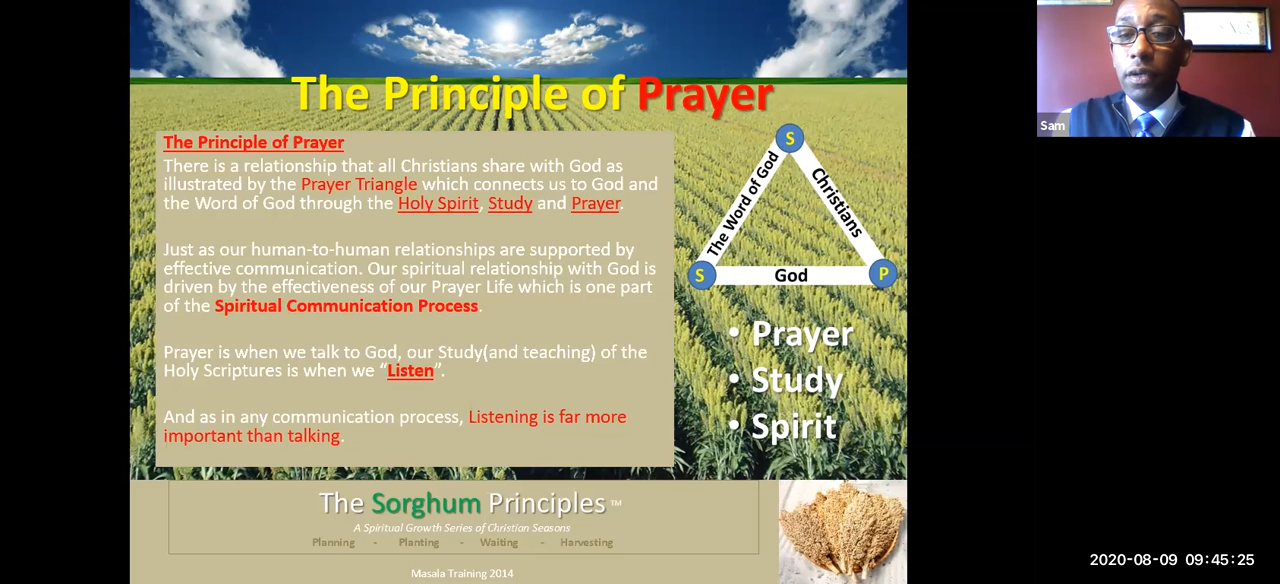 The Principle of Prayer
The Principle of Prayer
There is a relationship that all Christians share with God as
illustrated by the Prayer Triangle which connects us to God and
the Word of God through the Holy Spirit, Study and Prayer.
Just as our human-to-human relationships are supported by
effective communication. Our spiritual relationship with God is
driven by the effectiveness of our Prayer Life which is one part
of the Spiritual Communication Process.
Prayer is when we talk to God, our Study(and teaching) of the
Holy Scriptures is when we “Listen”.
And as in any communication process, Listening is far more
important than talking.
S
The Word of God
Christians
S
God
P
• Prayer
• Study
• Spirit
The Sorghum Principles ™
A Spiritual Growth Series of Christian Seasons
Planning - Planting - Waiting - Harvesting
Masala Training 2014
Sam
2020-08-09 09:45:25